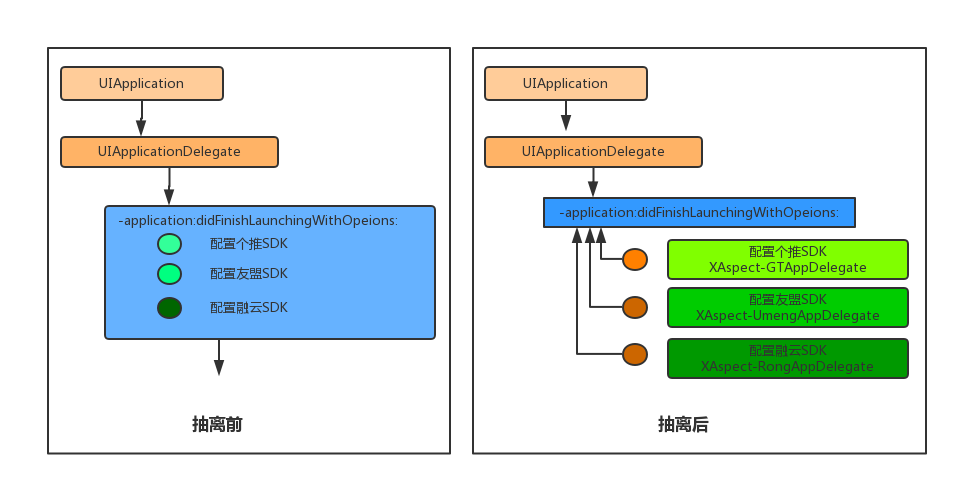 UIApplication
UIApplicationDelegate
-application:didFinishLaunchingWithOpeions:
配置个推SDK
配置友盟SDK
配置融云SDK
抽离前
UIApplication
UIApplicationDelegate
-application:didFinishLaunchingWithOpeions:
配置个推SDK
XAspect-GTAppDelegate
配置友盟SDK
XAspect-UmengAppDelegate
配置融云SDK
XAspect-RongAppDelegate
抽离后